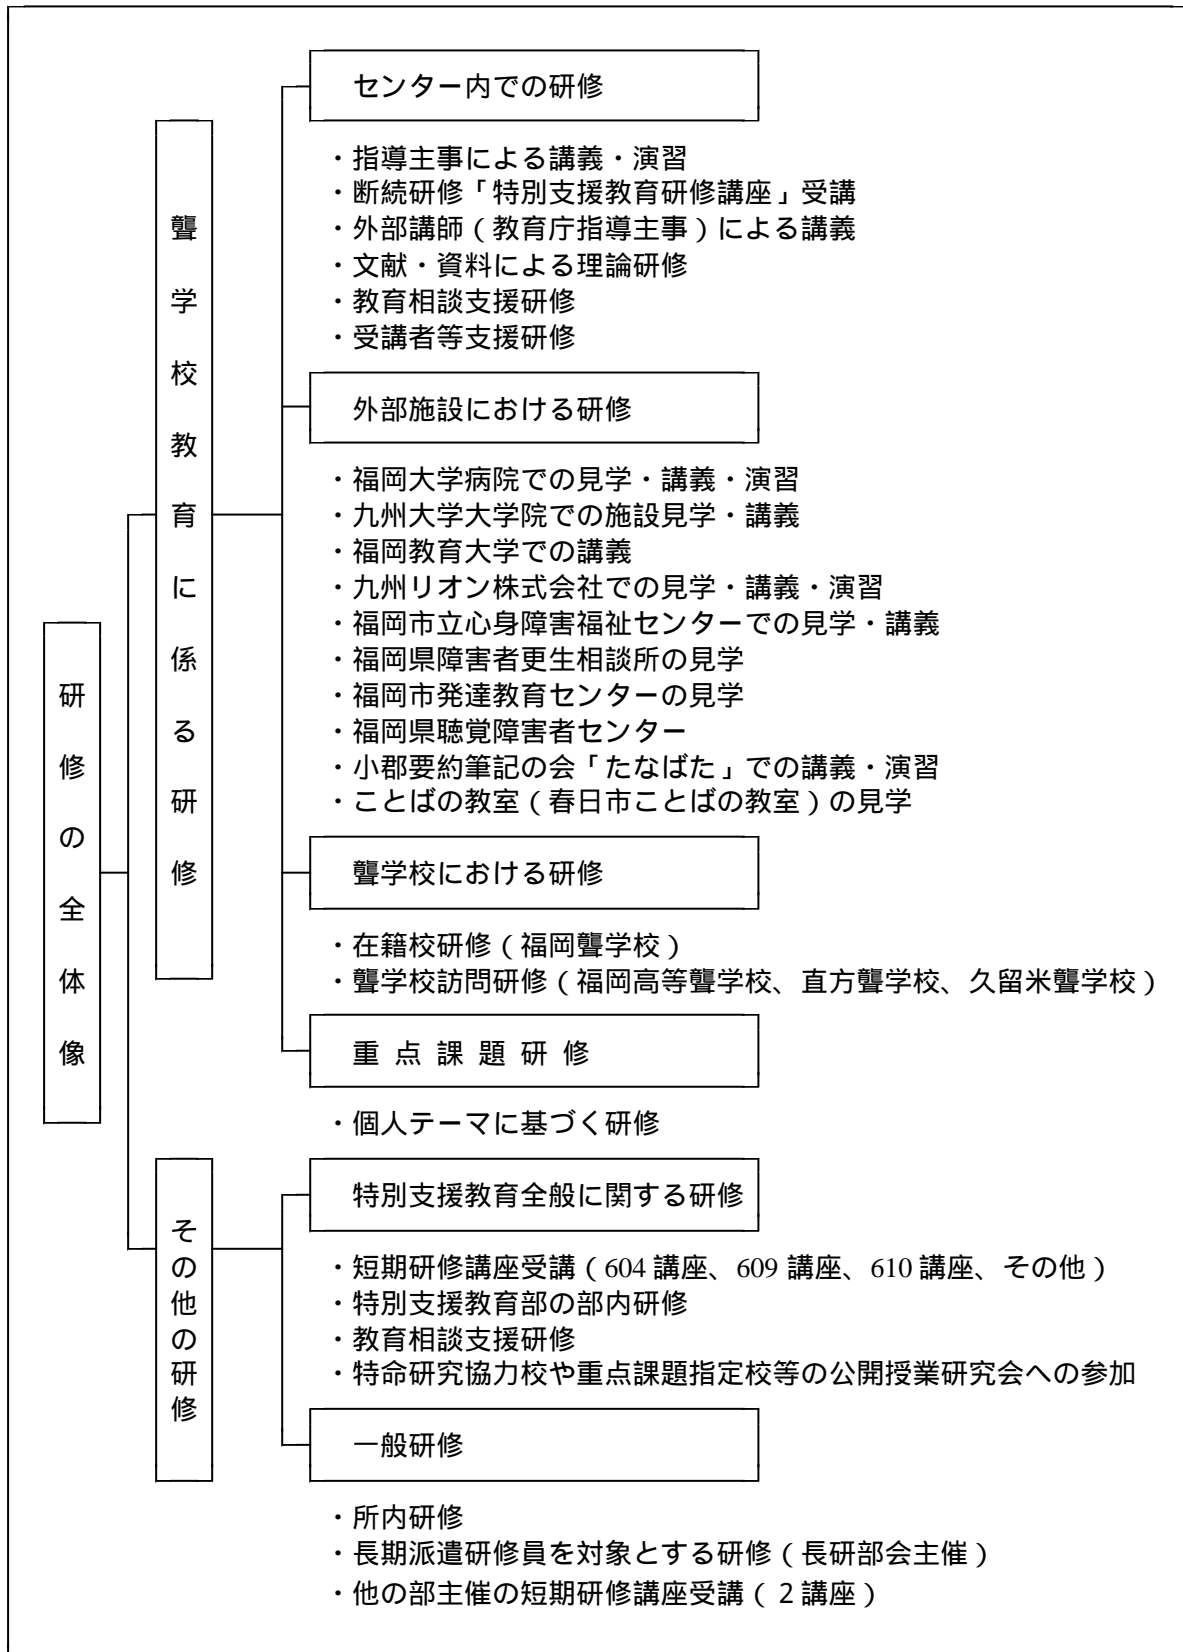 研修の全体像
聾学校教育に係る研修
センター内での研修
・指導主事による講義・演習
・断続研修「特別支援教育研修講座」受講
・外部講師（教育庁指導主事）による講義
・文献・資料による理論研修
・教育相談支援研修
・受講者等支援研修
外部施設における研修
・福岡大学病院での見学・講義・演習
・九州大学大学院での施設見学・講義
・福岡教育大学での講義
・九州リオン株式会社での見学・講義・演習
・福岡市立心身障害福祉センターでの見学・講義
・福岡県障害者更生相談所の見学
・福岡市発達教育センターの見学
・福岡県聴覚障害者センター
・小郡要約筆記の会「たなばた」での講義・演習
・ことばの教室（春日市ことばの教室）の見学
聾学校における研修
・在籍校研修（福岡聾学校）
・聾学校訪問研修（福岡高等聾学校、直方聾学校、久留米聾学校）
重点課題研修
・個人テーマに基づく研修
その他の研修
特別支援教育全般に関する研修
・短期研修講座受講（604 講座、609 講座、610 講座、その他）
・特別支援教育部の部内研修
・教育相談支援研修
・特命研究協力校や重点課題指定校等の公開授業研究会への参加
一般研修
・所内研修
・長期派遣研修員を対象とする研修（長研部会主催）
・他の部主催の短期研修講座受講（２講座）